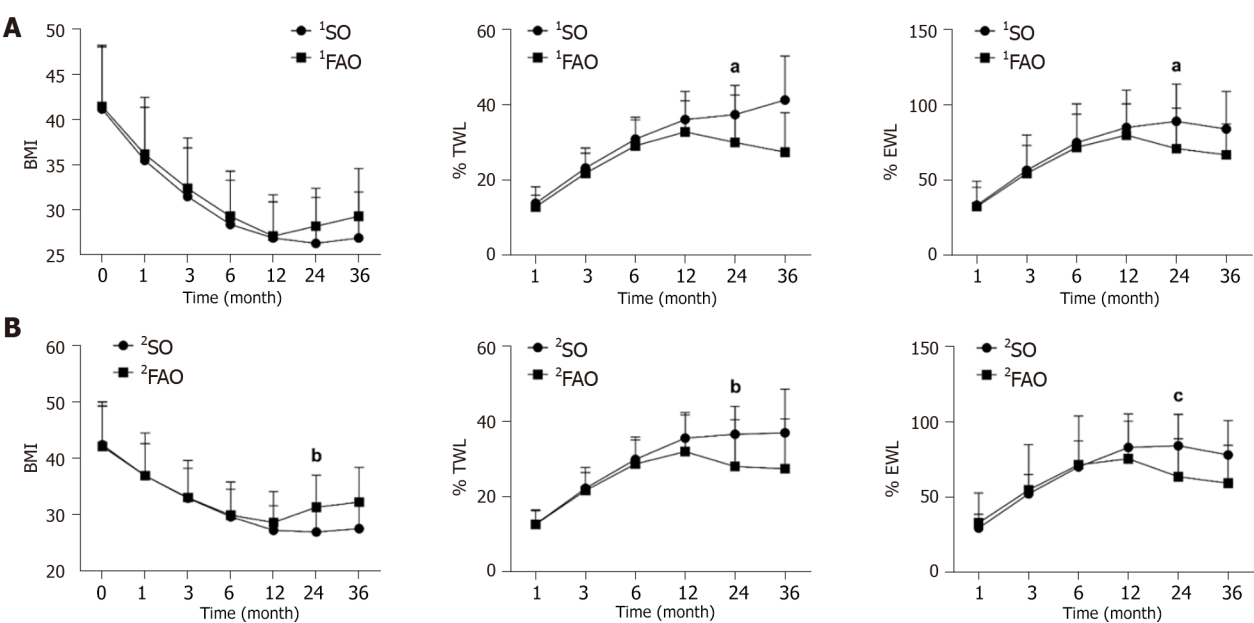 A
50
45
40
35
30
25
BMI
0 1 3 6 12 24 36
Time (month)
¹SO
¹FAO
60
40
20
0
% TWL
1 3 6 12 24 36
Time (month)
¹SO
¹FAO
a
150
100
50
0
% EWL
1 3 6 12 24 36
Time (month)
¹SO
¹FAO
a
B
60
50
40
30
20
BMI
0 1 3 6 12 24 36
Time (month)
²SO
²FAO
b
60
40
20
0
% TWL
1 3 6 12 24 36
Time (month)
²SO
²FAO
b
150
100
50
0
% EWL
1 3 6 12 24 36
Time (month)
²SO
²FAO
c